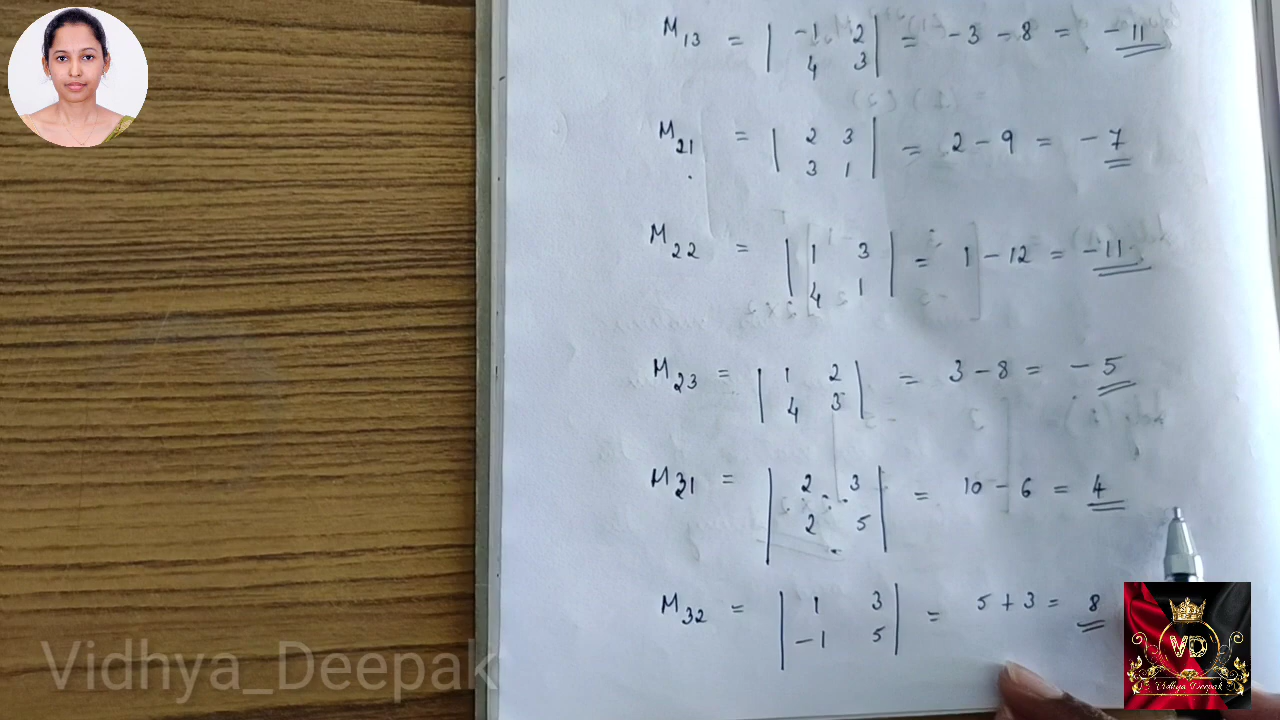 M13 = | -1 2 | = -3 - 8 = -11
| 4 3 |
M21 = | 2 3 | = 2 - 9 = -7
| 3 1 |
M22 = | 1 3 | = 1 - 12 = -11
| 4 1 |
M23 = | 1 2 | = 3 - 8 = -5
| 4 3 |
M31 = | 2 3 | = 10 - 6 = 4
| 2 5 |
M32 = | 1 3 | = 5 + 3 = 8
| -1 5 |
Vidhya_Deepak
VD
Vidhya Deepak